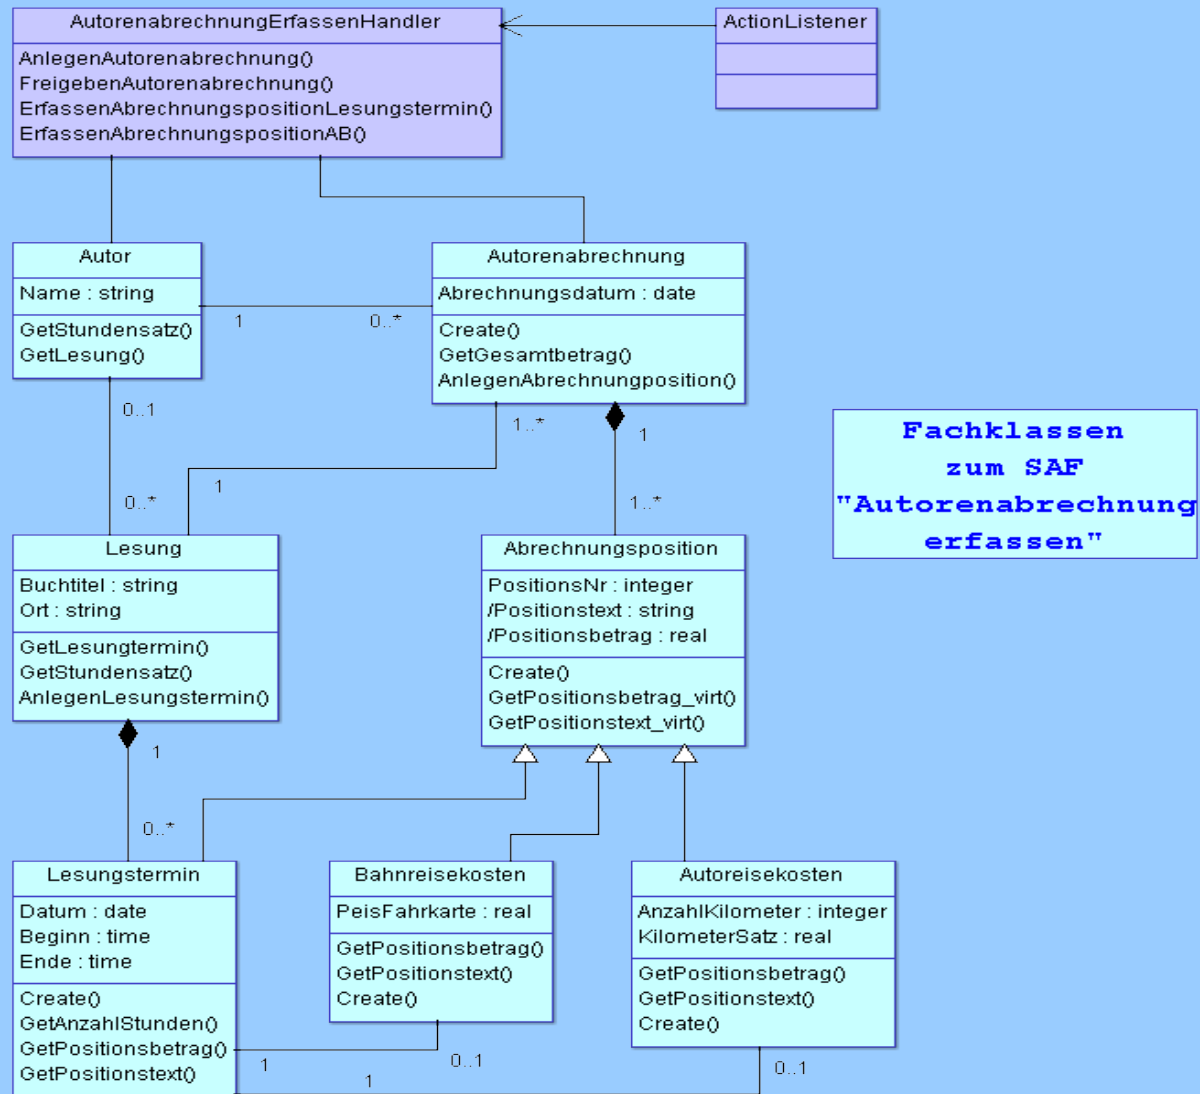 AutorenabrechnungErfassenHandler
AnlegenAutorenabrechnung()
FreigebenAutorenabrechnung()
ErfassenAbrechnungspositionLesungstermin()
ErfassenAbrechnungspositionAB()
ActionListener
Autor
Name : string
GetStundensatz()
GetLesung()
1
0..*
Autorenabrechnung
Abrechnungsdatum : date
Create()
GetGesamtbetrag()
AnlegenAbrechnungposition()
0..1
0..*
1..*
1
1
1..*
Fachklassen
zum SAF
"Autorenabrechnung
erfassen"
Lesung
Buchtitel : string
Ort : string
GetLesungtermin()
GetStundensatz()
AnlegenLesungstermin()
1
0..*
Abrechnungsposition
PositionsNr : integer
/Positionstext : string
/Positionsbetrag : real
Create()
GetPositionsbetrag_virt()
GetPositionstext_virt()
Lesungstermin
Datum : date
Beginn : time
Ende : time
Create()
GetAnzahlStunden()
GetPositionsbetrag()
GetPositionstext()
Bahnreisekosten
PeisFahrkarte : real
GetPositionsbetrag()
GetPositionstext()
Create()
Autoreisekosten
AnzahlKilometer : integer
KilometerSatz : real
GetPositionsbetrag()
GetPositionstext()
Create()
1
0..1
1
0..1